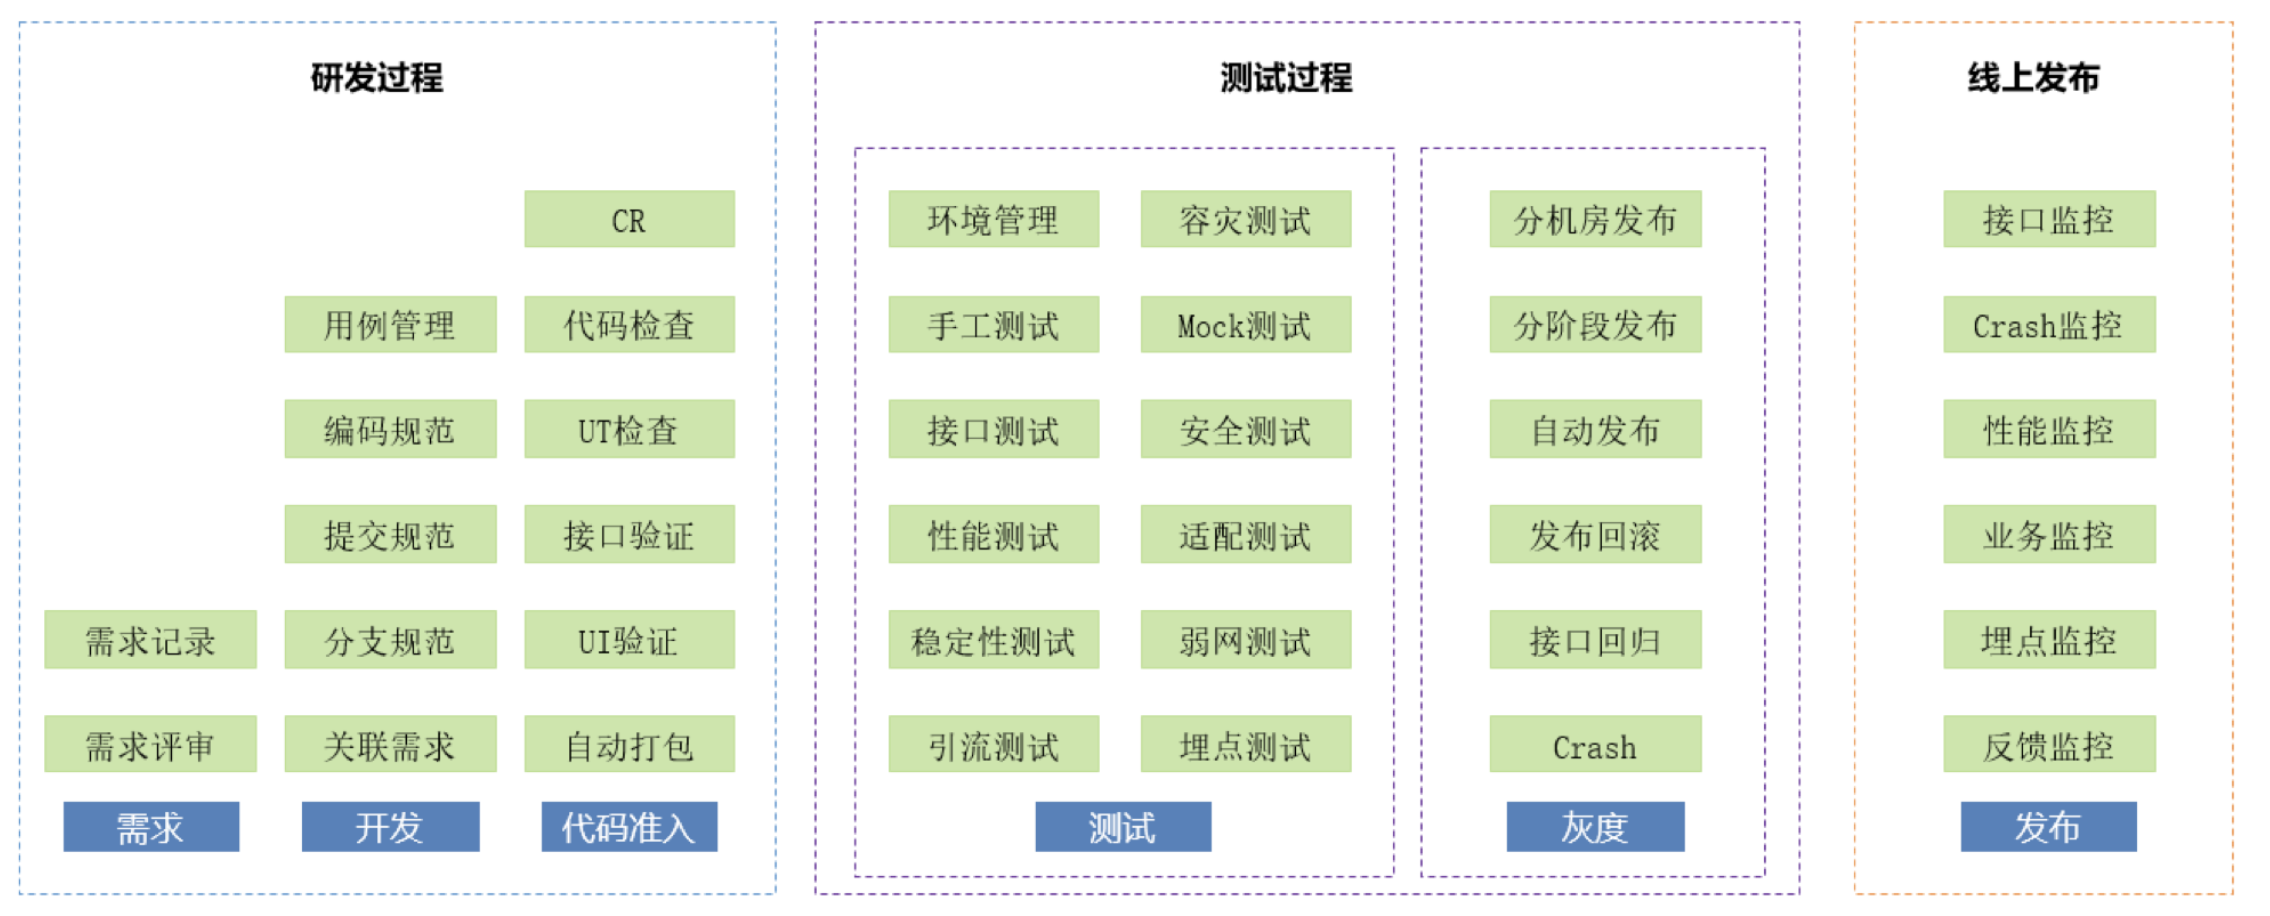 研发过程
CR
用例管理
代码检查
编码规范
UT检查
提交规范
接口验证
需求记录
分支规范
UI验证
需求评审
关联需求
自动打包
需求
开发
代码准入
测试过程
环境管理
容灾测试
手工测试
Mock测试
接口测试
安全测试
性能测试
适配测试
稳定性测试
弱网测试
引流测试
埋点测试
测试
分机房发布
分阶段发布
自动发布
发布回滚
接口回归
Crash
灰度
线上发布
接口监控
Crash监控
性能监控
业务监控
埋点监控
反馈监控
发布